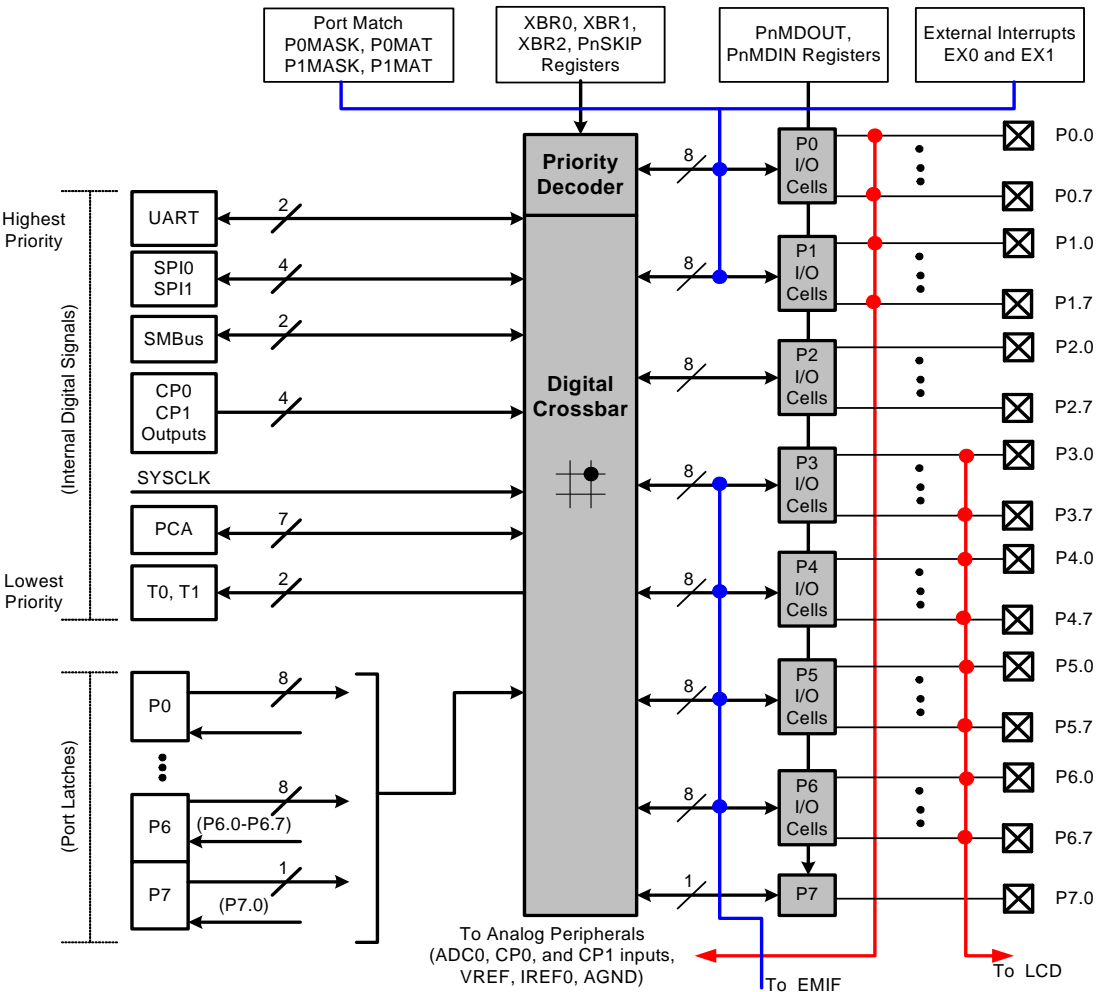 Port Match
P0MASK, P0MAT
P1MASK, P1MAT
XBR0, XBR1,
XBR2, PnSKIP
Registers
PnMDOUT,
PnMDIN Registers
External Interrupts
EX0 and EX1
Priority
Decoder
Digital
Crossbar
Highest
Priority
(Internal Digital Signals)
Lowest
Priority
UART
2
SPI0
SPI1
4
SMBus
2
CP0
CP1
Outputs
4
SYSCLK
PCA
7
T0, T1
2
(Port Latches)
P0
8
P6
8
(P6.0-P6.7)
P7
1
(P7.0)
8
P0
I/O
Cells
P0.0
P0.7
8
P1
I/O
Cells
P1.0
P1.7
8
P2
I/O
Cells
P2.0
P2.7
8
P3
I/O
Cells
P3.0
P3.7
8
P4
I/O
Cells
P4.0
P4.7
8
P5
I/O
Cells
P5.0
P5.7
8
P6
I/O
Cells
P6.0
P6.7
1
P7
P7.0
To Analog Peripherals
(ADC0, CP0, and CP1 inputs,
VREF, IREF0, AGND)
To EMIF
To LCD